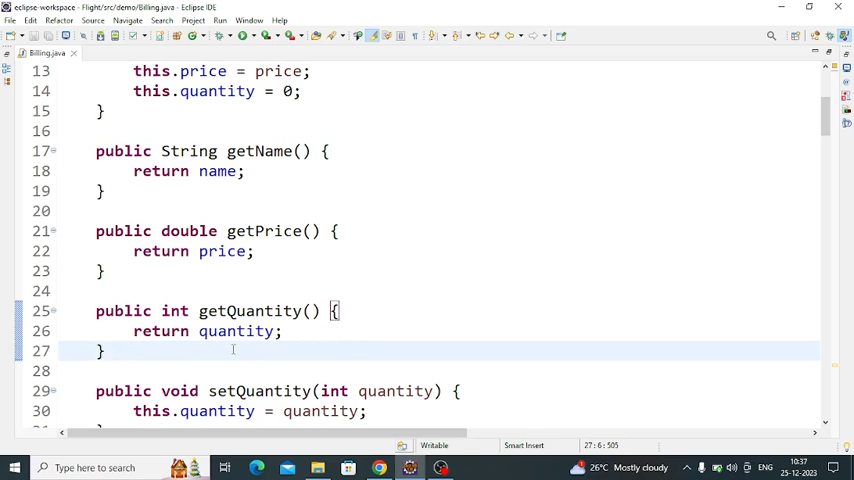 eclipse-workspace - Flight/src/demo/Billing.java - Eclipse IDE
File Edit Refactor Source Navigate Search Project Run Window Help
Billing.java
13 this.price = price;
14 this.quantity = 0;
15 }
16
17 public String getName() {
18 return name;
19 }
20
21 public double getPrice() {
22 return price;
23 }
24
25 public int getQuantity() {
26 return quantity;
27 }
28
29 public void setQuantity(int quantity) {
30 this.quantity = quantity;
Writable Smart Insert 27 : 6 : 505
Type here to search 26°C Mostly cloudy ENG 10:37
25-12-2023